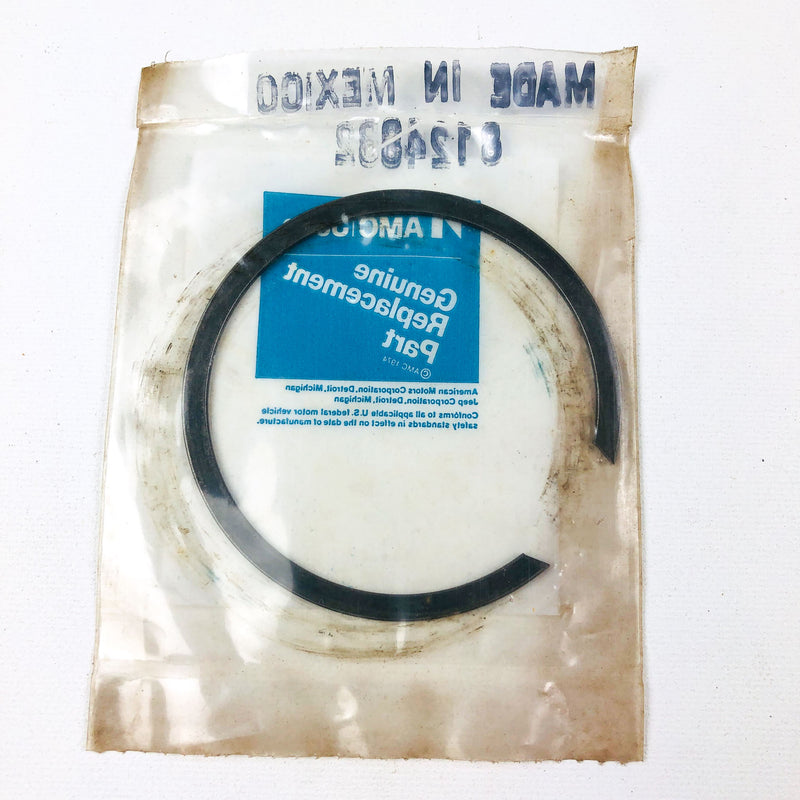 MADE IN MEXICO
8124832
AMC
Genuine
Replacement
Part
© AMC 1974
American Motors Corporation, Detroit, Michigan
Jeep Corporation, Detroit, Michigan
Conforms to all applicable U.S. federal motor vehicle
safety standards in effect on the date of manufacture.